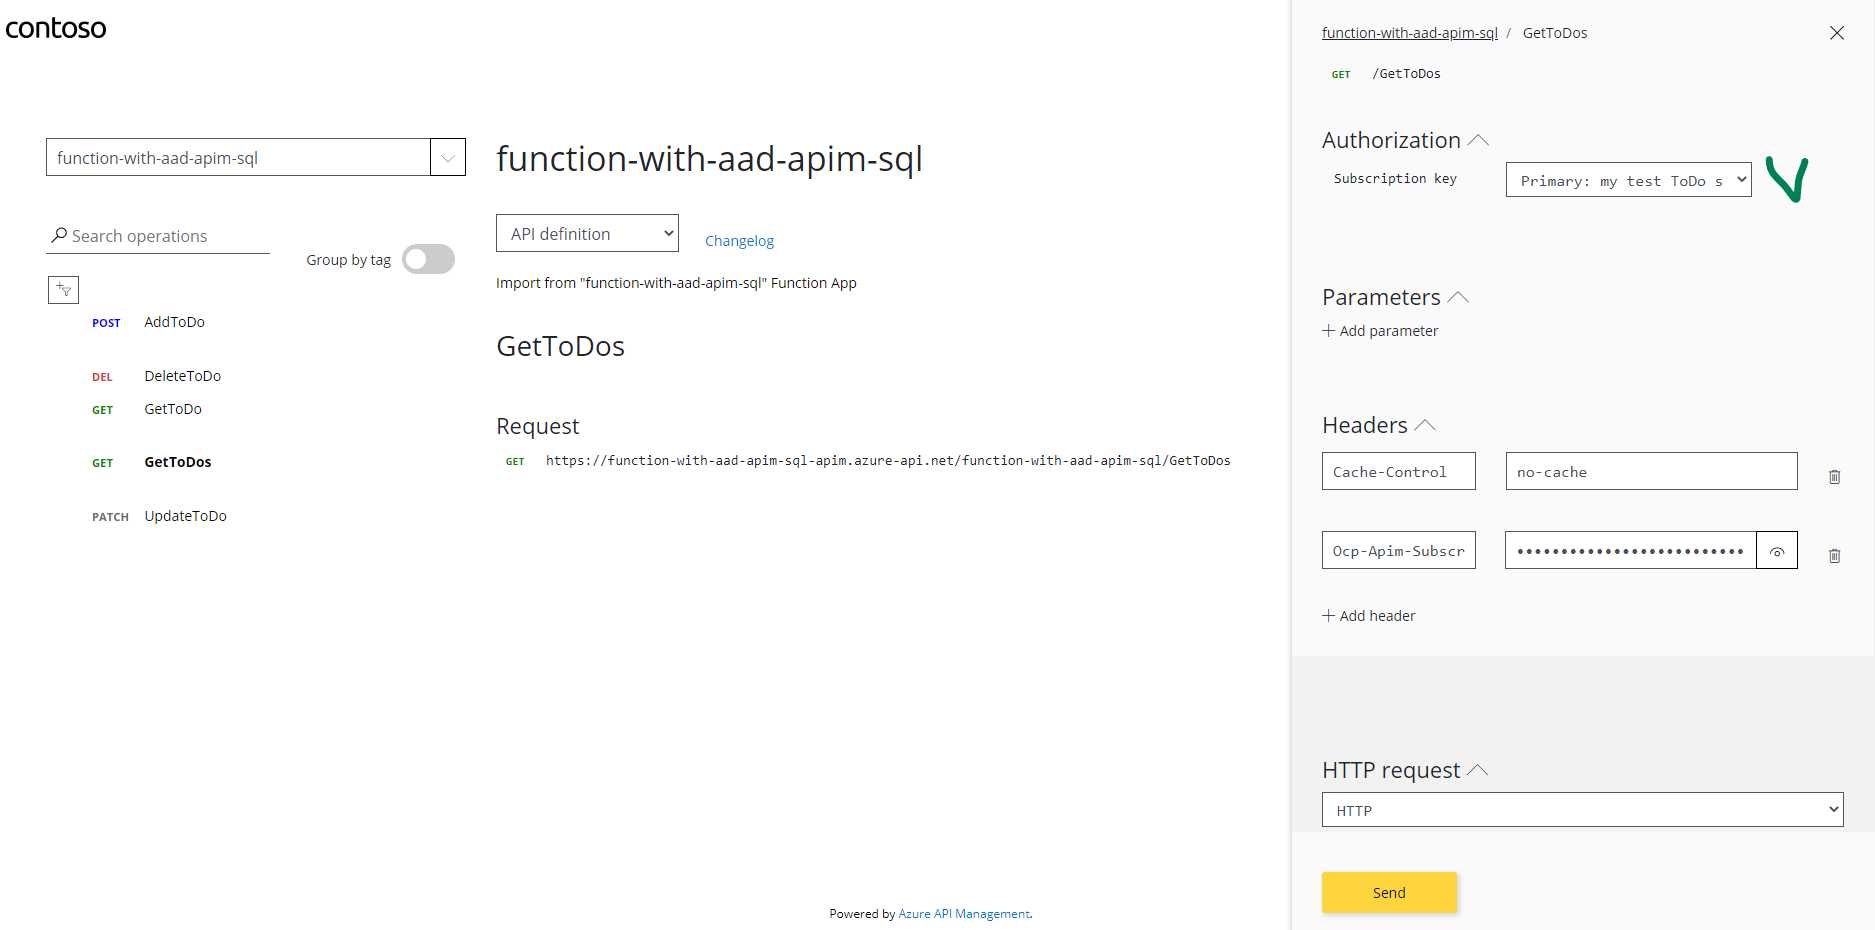 contoso
function-with-aad-apim-sql
Search operations
Group by tag
POST AddToDo
DEL DeleteToDo
GET GetToDo
GET GetToDos
PATCH UpdateToDo
function-with-aad-apim-sql
API definition
Changelog
Import from "function-with-aad-apim-sql" Function App
GetToDos
Request
GET https://function-with-aad-apim-sql-apim.azure-api.net/function-with-aad-apim-sql/GetToDos
Powered by Azure API Management.
function-with-aad-apim-sql / GetToDos
GET /GetToDos
Authorization
Subscription key Primary: my test ToDo s
Parameters
+ Add parameter
Headers
Cache-Control no-cache
Ocp-Apim-Subscr ••••••••••••••••••••••••••
+ Add header
HTTP request
HTTP
Send